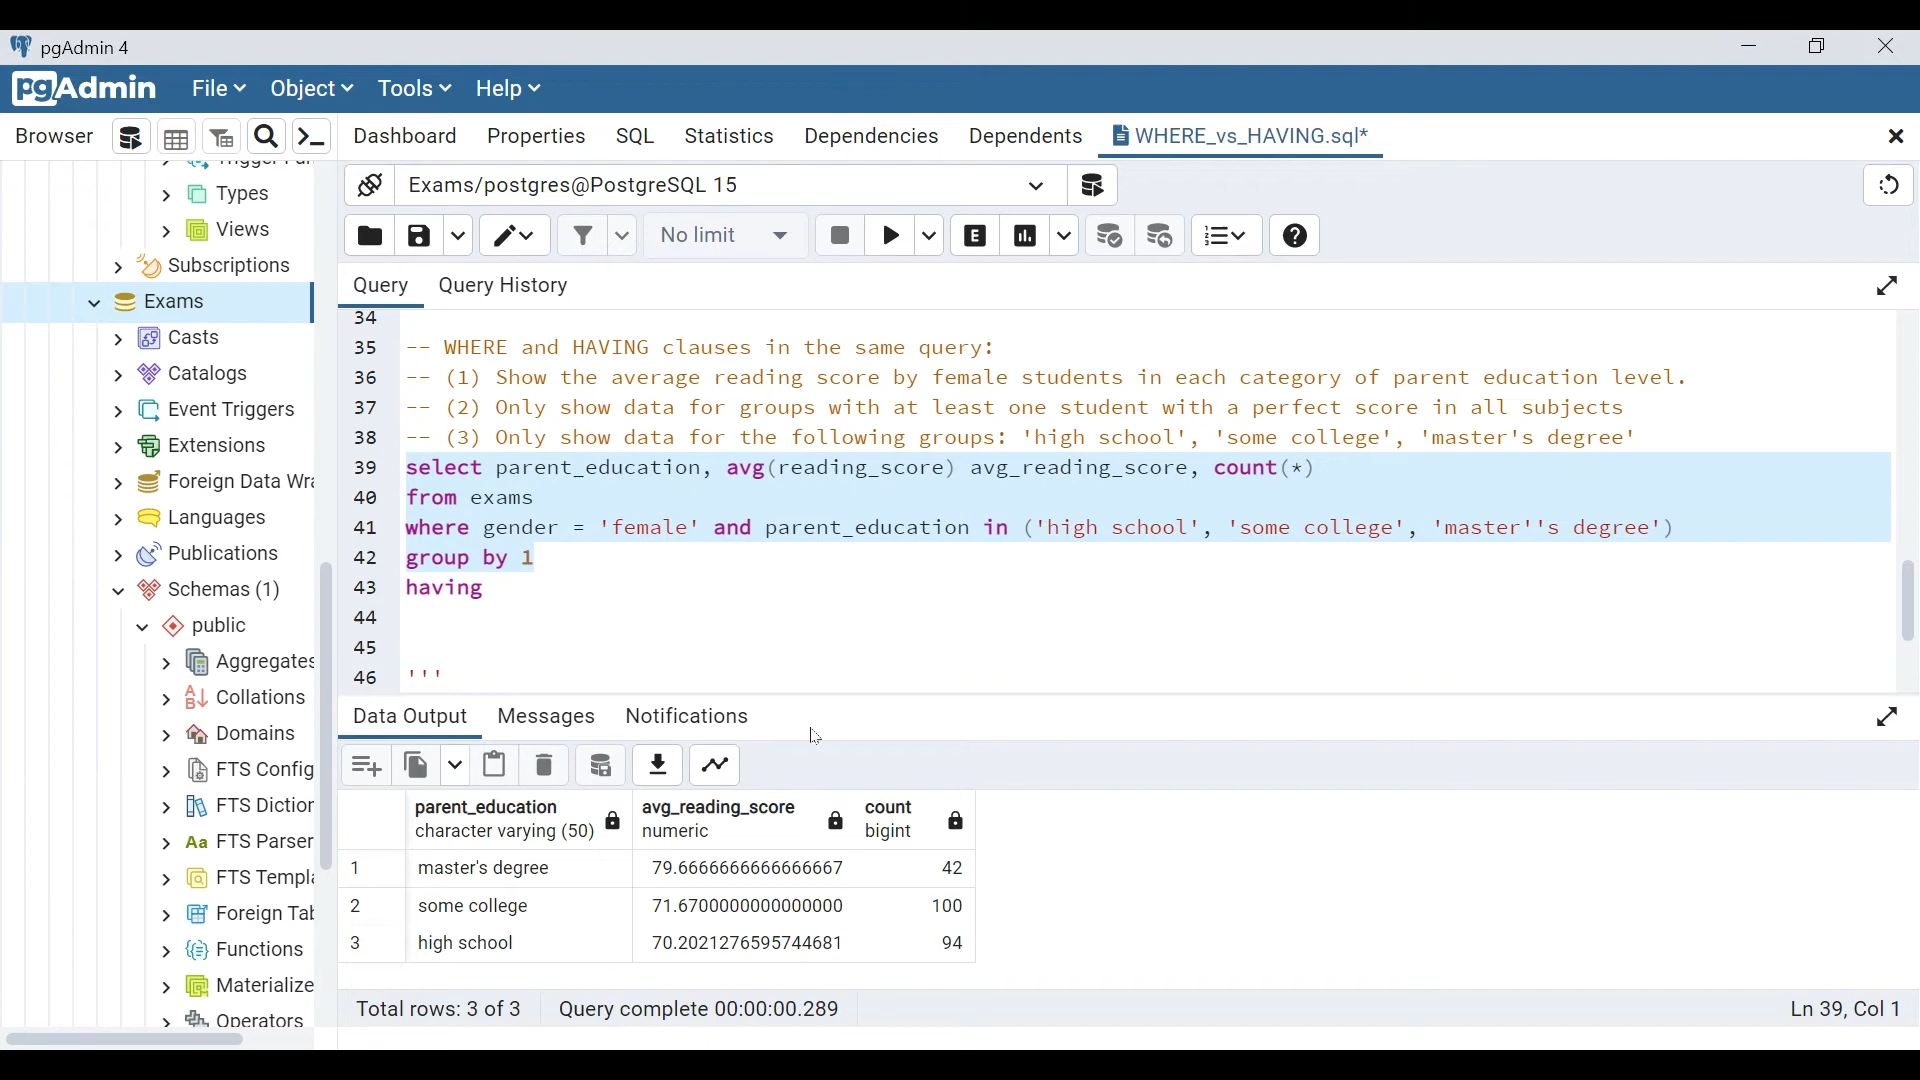 pgAdmin 4
pgAdmin File Object Tools Help
Browser Dashboard Properties SQL Statistics Dependencies Dependents WHERE_vs_HAVING.sql*
Types
Views
Subscriptions
Exams
Casts
Catalogs
Event Triggers
Extensions
Foreign Data Wra
Languages
Publications
Schemas (1)
public
Aggregates
Collations
Domains
FTS Config
FTS Diction
FTS Parser
FTS Templa
Foreign Tab
Functions
Materialize
Operators
Exams/postgres@PostgreSQL 15
No limit
E
Query Query History
34
35 -- WHERE and HAVING clauses in the same query:
36 -- (1) Show the average reading score by female students in each category of parent education level.
37 -- (2) Only show data for groups with at least one student with a perfect score in all subjects
38 -- (3) Only show data for the following groups: 'high school', 'some college', 'master's degree'
39 select parent_education, avg(reading_score) avg_reading_score, count(*)
40 from exams
41 where gender = 'female' and parent_education in ('high school', 'some college', 'master''s degree')
42 group by 1
43 having
44
45
46 '''
Data Output Messages Notifications
parent_education avg_reading_score count
character varying (50) numeric bigint
1 master's degree 79.6666666666666667 42
2 some college 71.6700000000000000 100
3 high school 70.2021276595744681 94
Total rows: 3 of 3 Query complete 00:00:00.289 Ln 39, Col 1